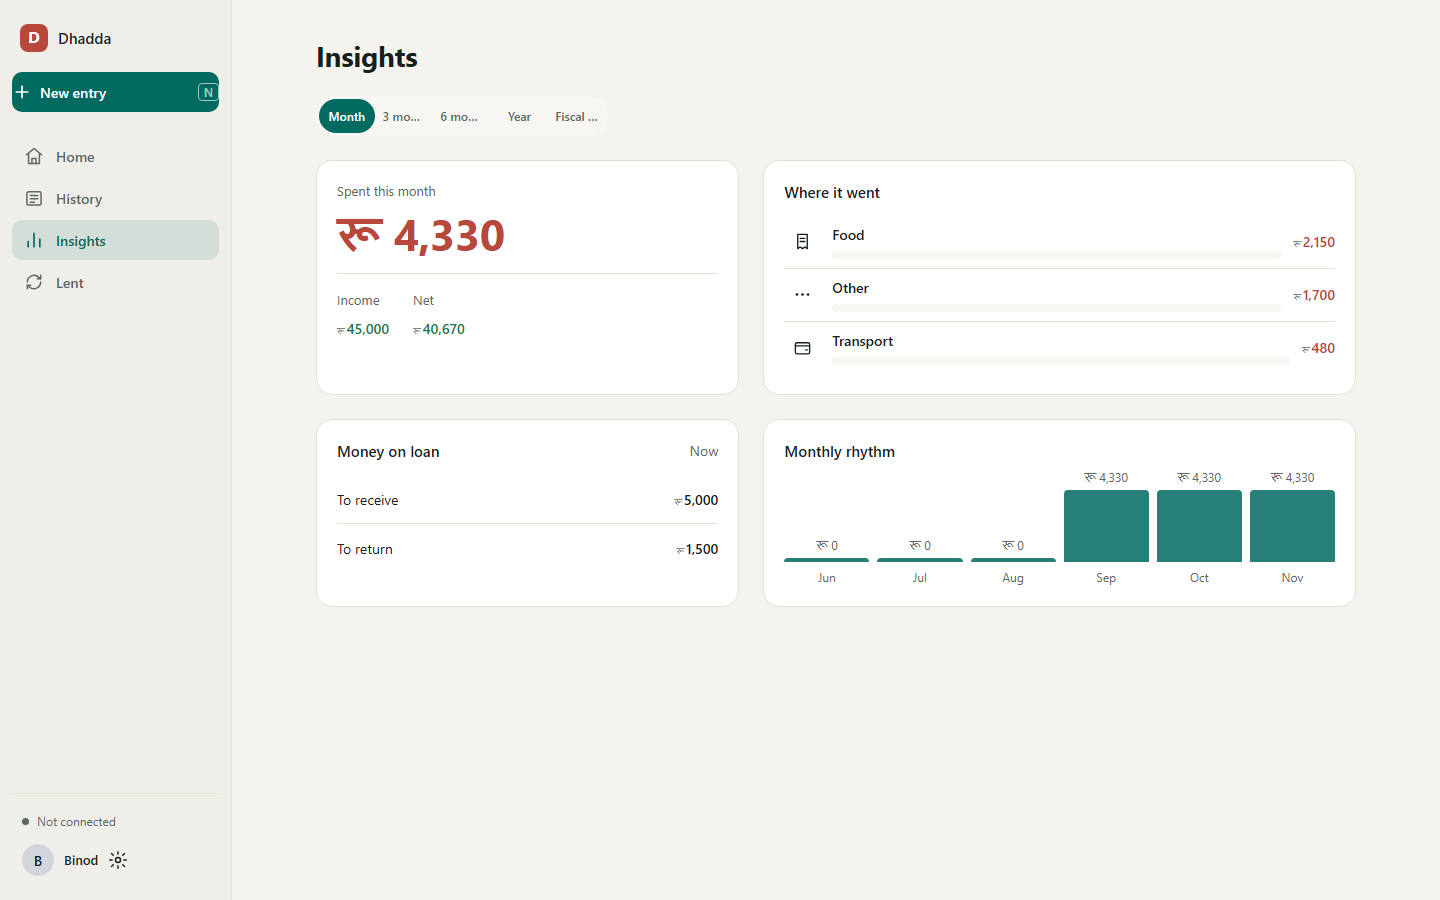 D Dhadda
New entry N
Home
History
Insights
Lent
Not connected
B Binod
Insights
Month 3 mo... 6 mo... Year Fiscal ...
Spent this month
रू 4,330
Income Net
रू45,000 रू40,670
Where it went
Food रू2,150
Other रू1,700
Transport रू480
Money on loan Now
To receive रू5,000
To return रू1,500
Monthly rhythm
रू 0 रू 0 रू 0 रू 4,330 रू 4,330 रू 4,330
Jun Jul Aug Sep Oct Nov